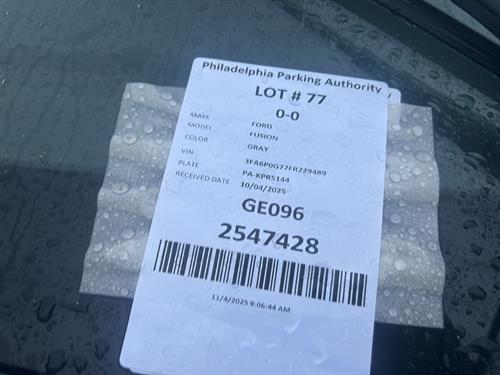 Philadelphia Parking Authority
LOT # 77
0-0
MAKE FORD
MODEL FUSION
COLOR GRAY
VIN 3FA6P0G77FR229489
PLATE PA-KPR5144
RECEIVED DATE 10/04/2025
GE096
2547428
11/4/2025 9:06:44 AM